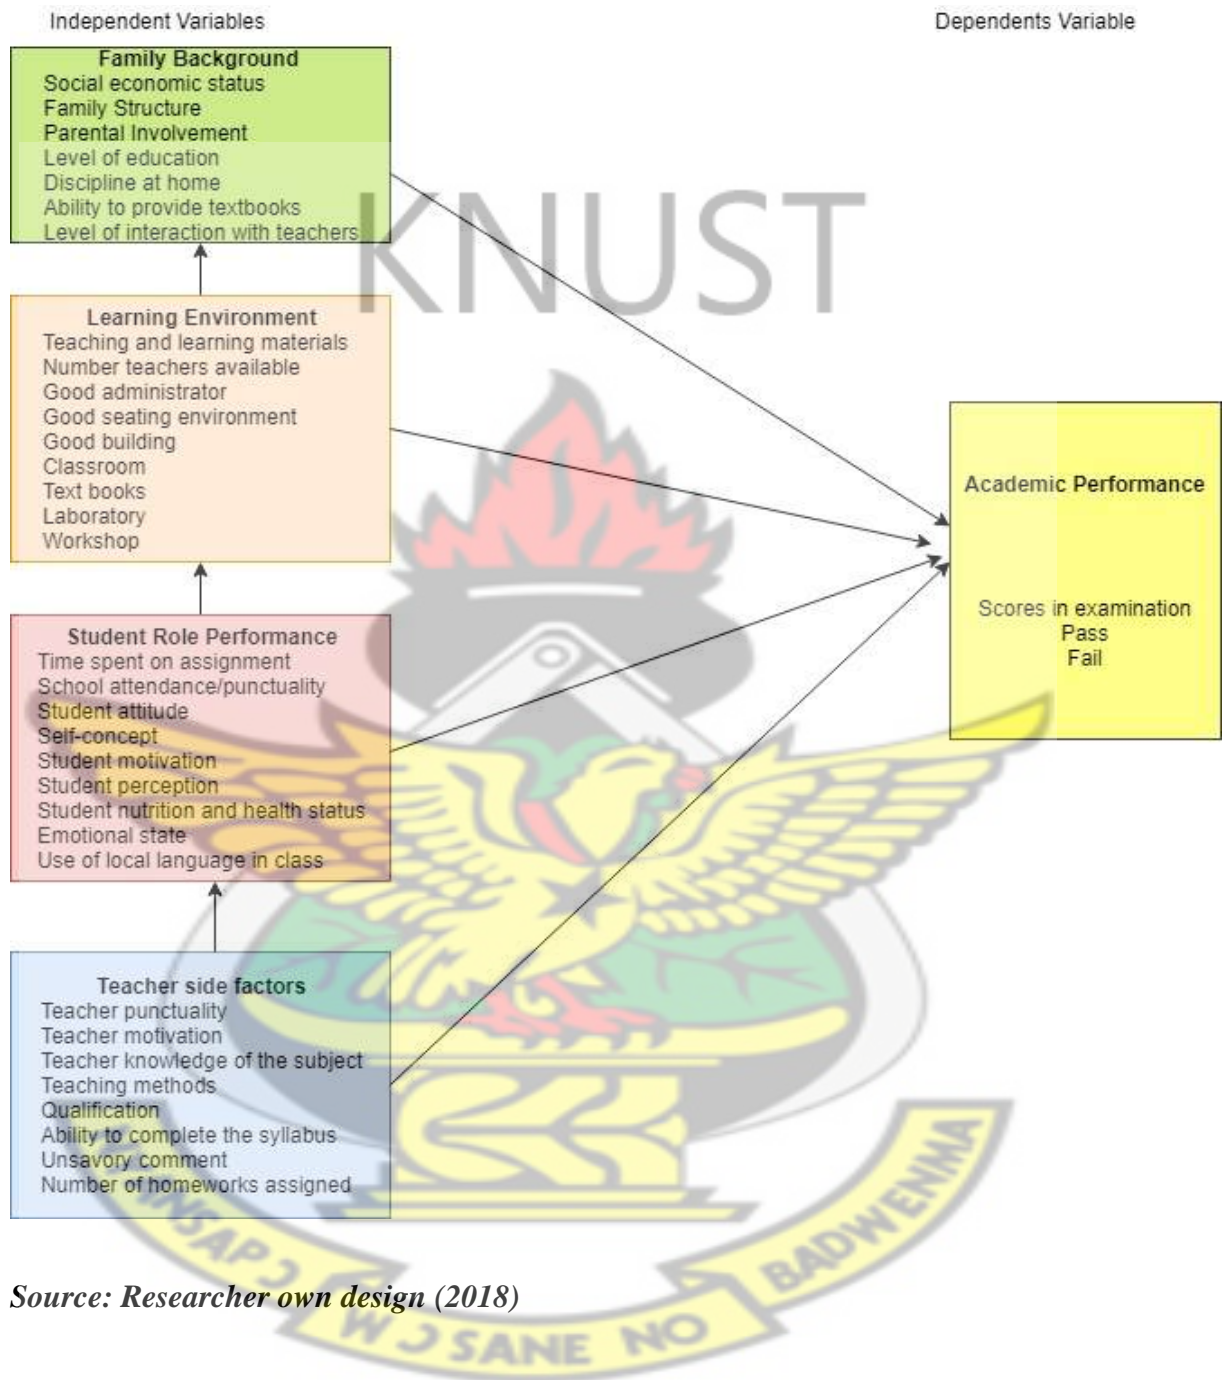 Independent Variables
Dependents Variable
Family Background
Social economic status
Family Structure
Parental Involvement
Level of education
Discipline at home
Ability to provide textbooks
Level of interaction with teachers
KNUST
Learning Environment
Teaching and learning materials
Number teachers available
Good administrator
Good seating environment
Good building
Classroom
Text books
Laboratory
Workshop
Academic Performance
Scores in examination
Pass
Fail
Student Role Performance
Time spent on assignment
School attendance/punctuality
Student attitude
Self-concept
Student motivation
Student perception
Student nutrition and health status
Emotional state
Use of local language in class
Teacher side factors
Teacher punctuality
Teacher motivation
Teacher knowledge of the subject
Teaching methods
Qualification
Ability to complete the syllabus
Unsavory comment
Number of homeworks assigned
WƆ SANE NO
BADWENMA
Source: Researcher own design (2018)